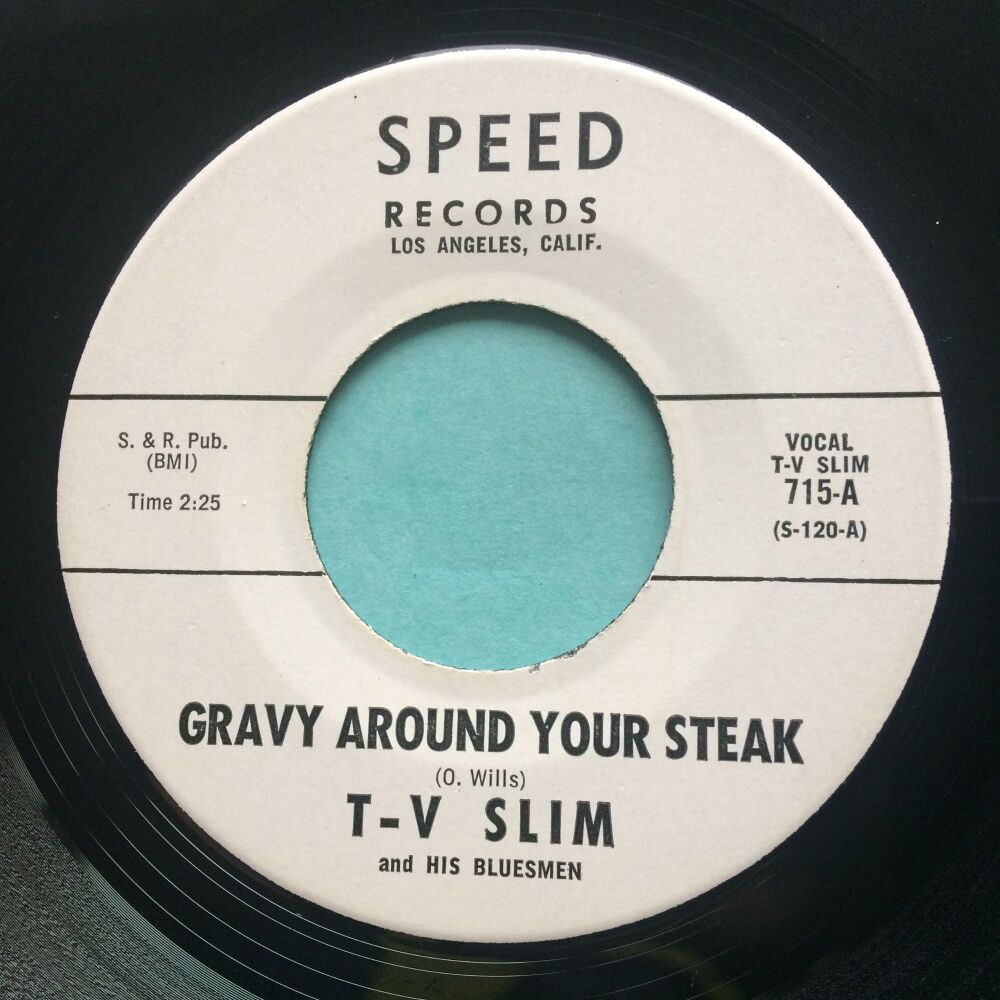 SPEED
RECORDS
LOS ANGELES, CALIF.
S. & R. Pub.
(BMI)
Time 2:25
VOCAL
T-V SLIM
715-A
(S-120-A)
GRAVY AROUND YOUR STEAK
(O. Wills)
T-V SLIM
and HIS BLUESMEN